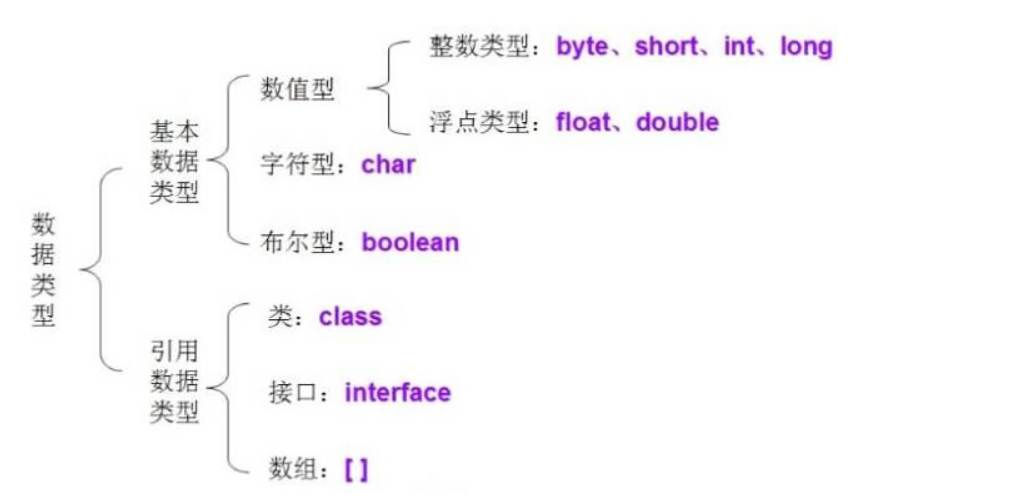 数据类型
基本数据类型
数值型
整数类型：byte、short、int、long
浮点类型：float、double
字符型：char
布尔型：boolean
引用数据类型
类：class
接口：interface
数组：[ ]